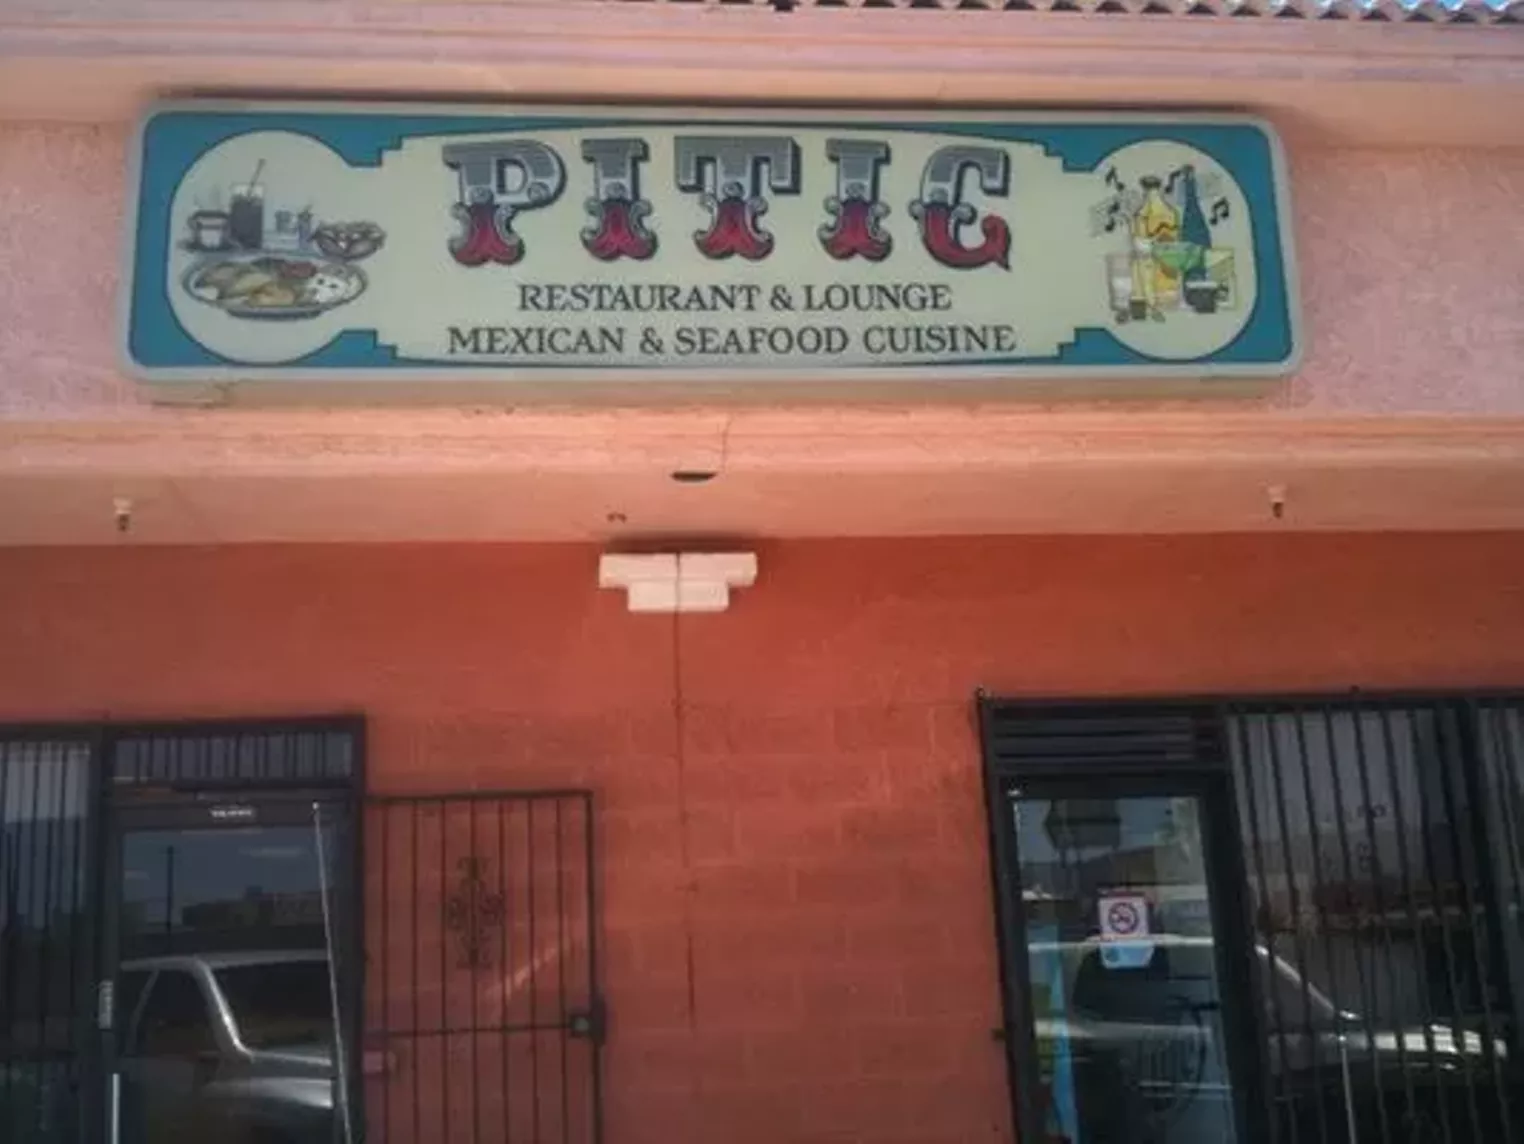 PITIC
RESTAURANT & LOUNGE
MEXICAN & SEAFOOD CUISINE